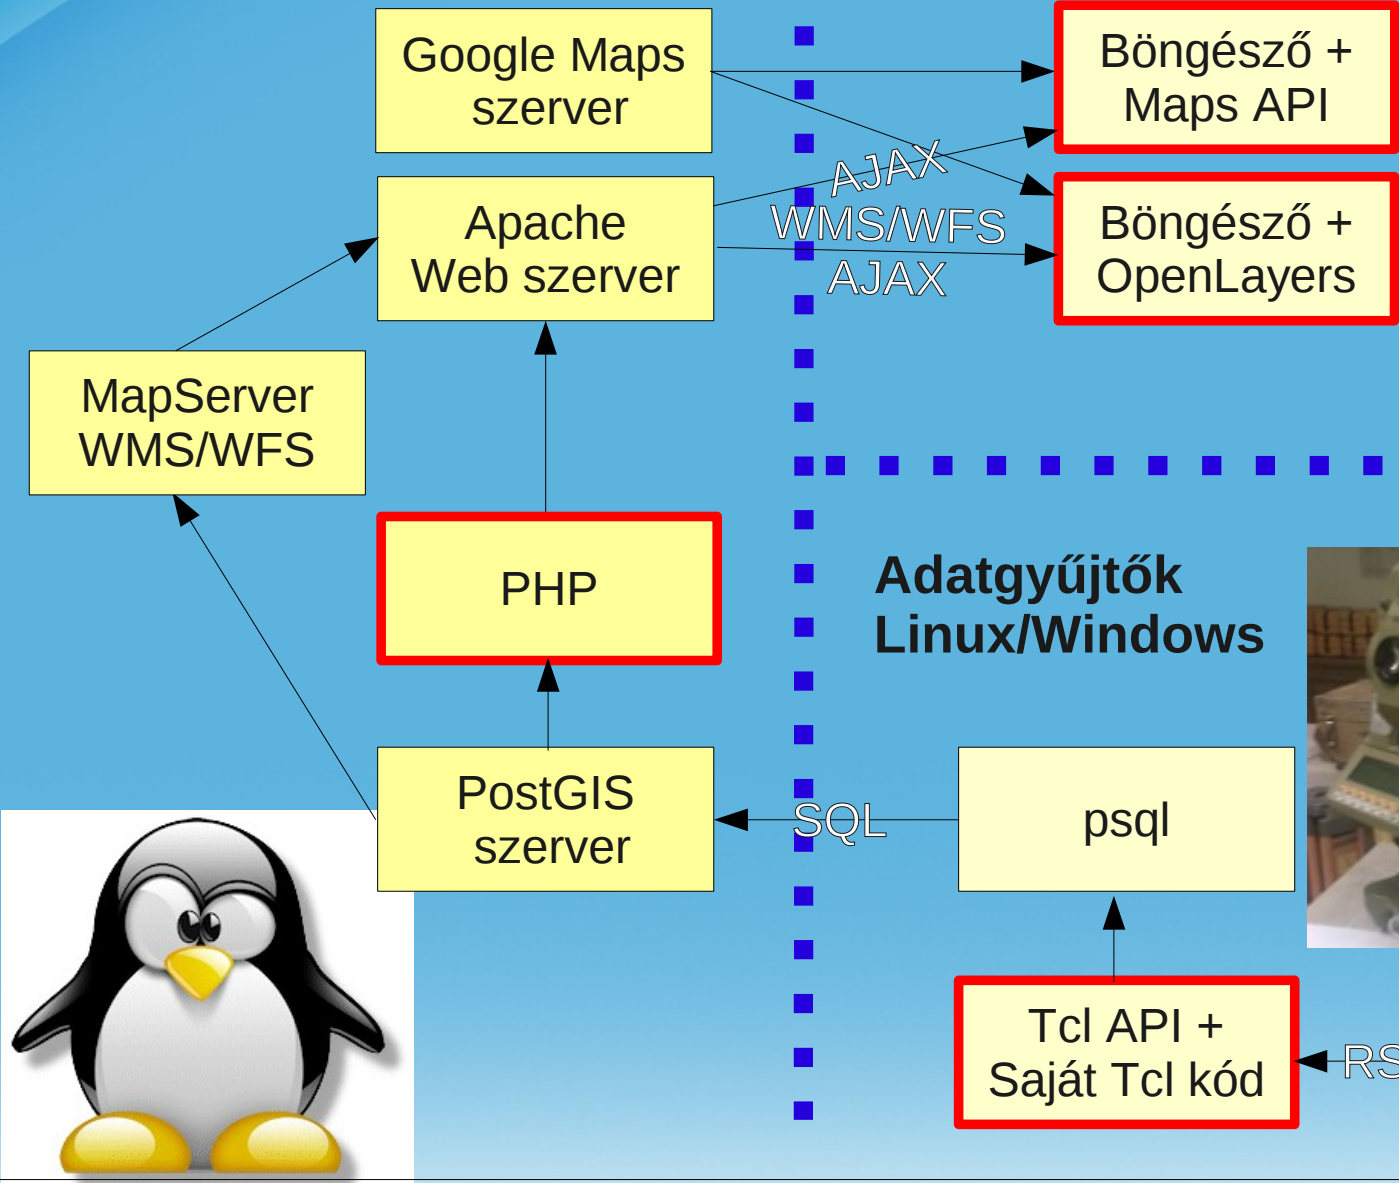 Google Maps
szerver
Böngésző +
Maps API
AJAX
WMS/WFS
AJAX
Apache
Web szerver
Böngésző +
OpenLayers
MapServer
WMS/WFS
PHP
Adatgyűjtők
Linux/Windows
PostGIS
szerver
SQL
psql
Tcl API +
Saját Tcl kód